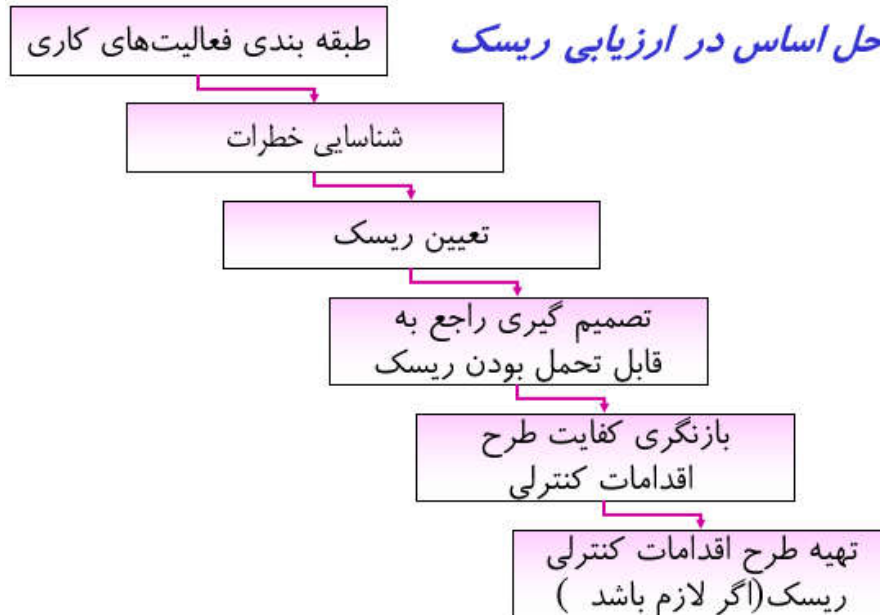 حل اساس در ارزیابی ریسک
طبقه بندی فعالیت‌های کاری
شناسایی خطرات
تعیین ریسک
تصمیم گیری راجع به
قابل تحمل بودن ریسک
بازنگری کفایت طرح
اقدامات کنترلی
تهیه طرح اقدامات کنترلی
ریسک(اگر لازم باشد )